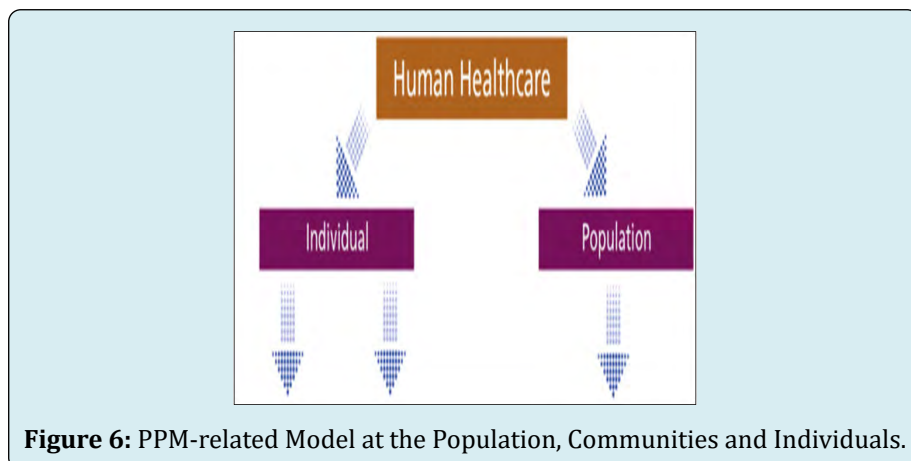 Human Healthcare
Individual
Population
Figure 6: PPM-related Model at the Population, Communities and Individuals.